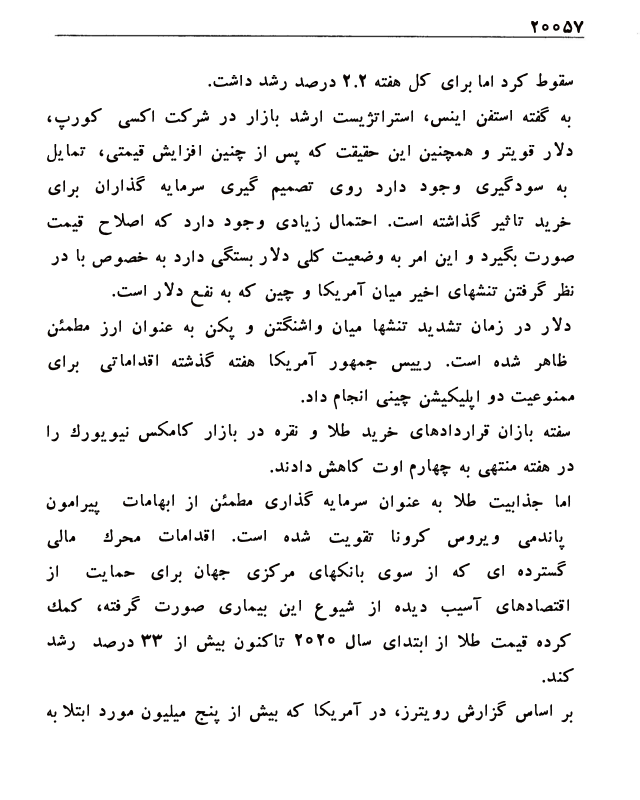 ۲۰۰۵۷
سقوط کرد اما برای کل هفته ۲.۲ درصد رشد داشت.
به گفته استفن اینس، استراتژیست ارشد بازار در شرکت اکسی کورپ،
دلار قویتر و همچنین این حقیقت که پس از چنین افزایش قیمتی، تمایل
به سودگیری وجود دارد روی تصمیم گیری سرمایه گذاران برای
خرید تاثیر گذاشته است. احتمال زیادی وجود دارد که اصلاح قیمت
صورت بگیرد و این امر به وضعیت کلی دلار بستگی دارد به خصوص با در
نظر گرفتن تنشهای اخیر میان آمریکا و چین که به نفع دلار است.
دلار در زمان تشدید تنشها میان واشنگتن و پکن به عنوان ارز مطمئن
ظاهر شده است. رییس جمهور آمریکا هفته گذشته اقداماتی برای
ممنوعیت دو اپلیکیشن چینی انجام داد.
سفته بازان قراردادهای خرید طلا و نقره در بازار کامکس نیویورك را
در هفته منتهی به چهارم اوت کاهش دادند.
اما جذابیت طلا به عنوان سرمایه گذاری مطمئن از ابهامات پیرامون
پاندمی ویروس کرونا تقویت شده است. اقدامات محرك مالی
گسترده ای که از سوی بانکهای مرکزی جهان برای حمایت از
اقتصادهای آسیب دیده از شیوع این بیماری صورت گرفته، کمك
کرده قیمت طلا از ابتدای سال ۲۰۲۰ تاکنون بیش از ۳۳ درصد رشد
کند.
بر اساس گزارش رویترز، در آمریکا که بیش از پنج میلیون مورد ابتلا به